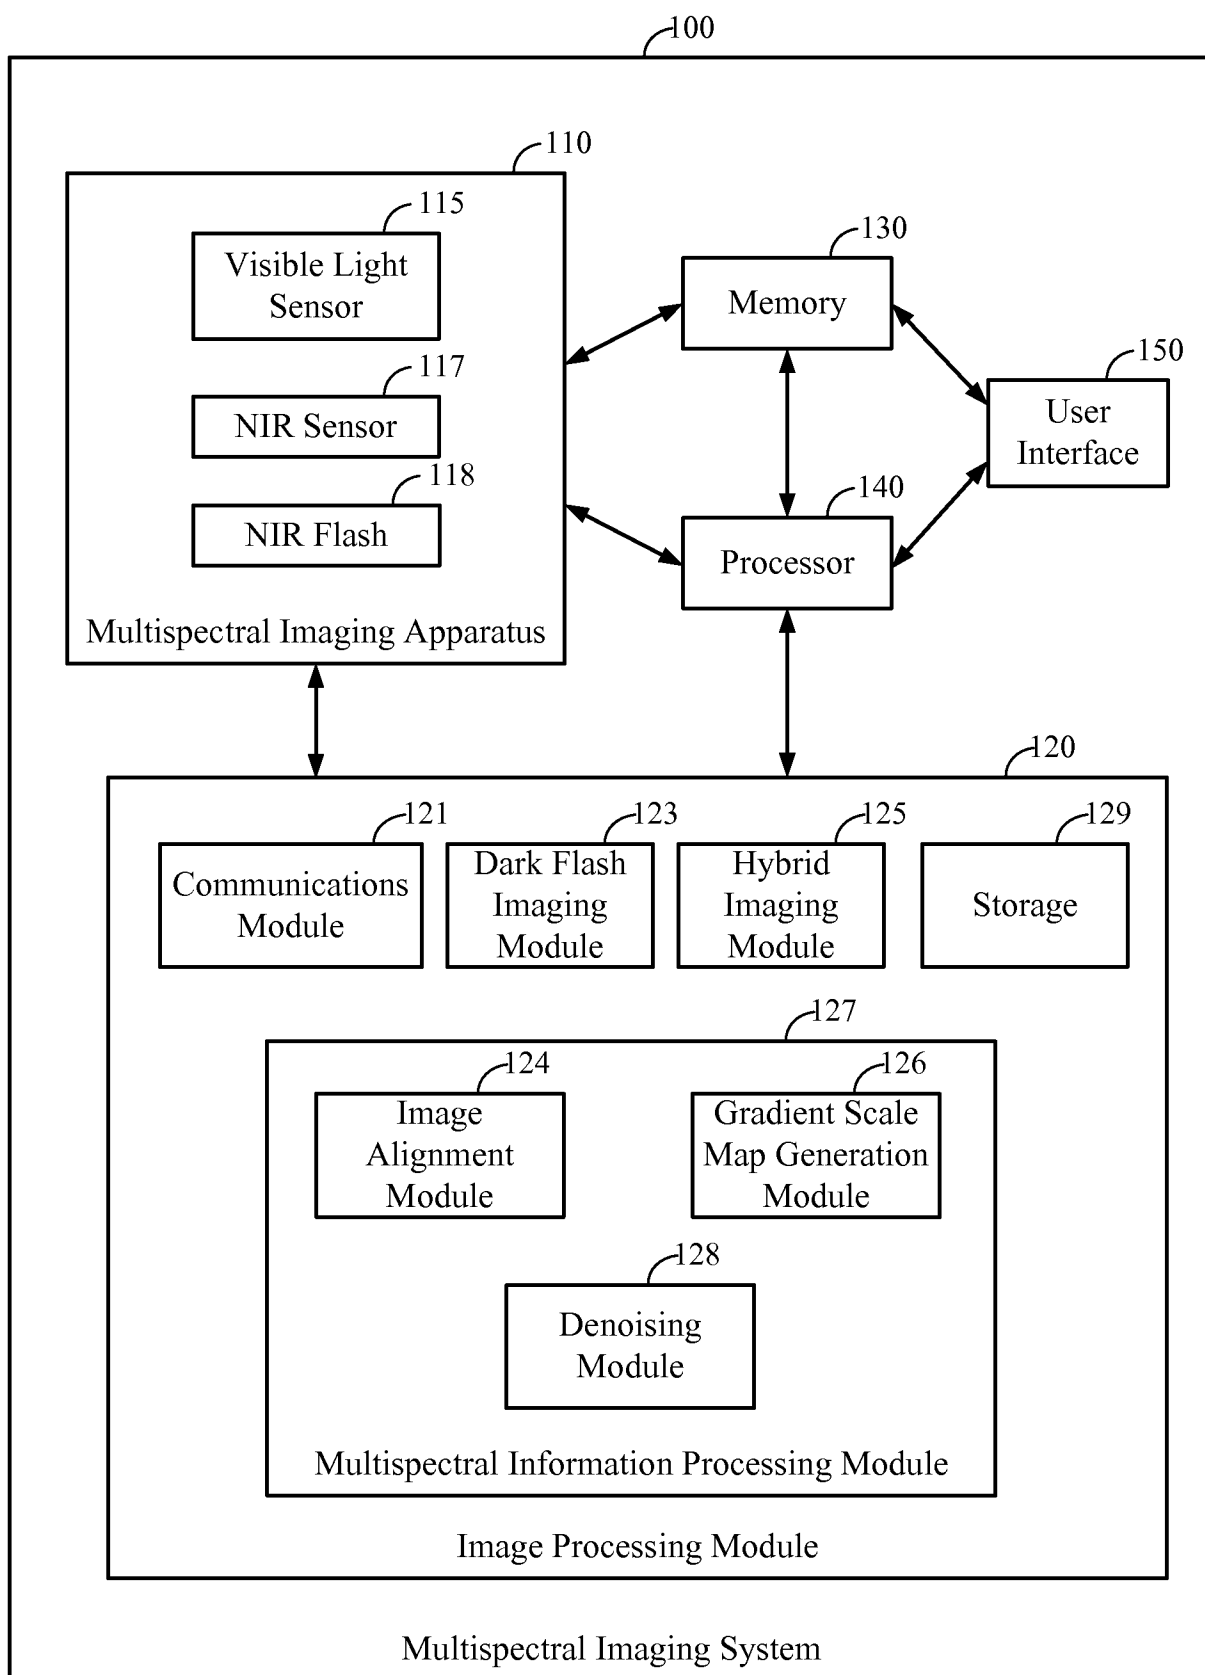 100
110
115
Visible Light
Sensor
117
NIR Sensor
118
NIR Flash
Multispectral Imaging Apparatus
130
Memory
150
User
Interface
140
Processor
120
121
Communications
Module
123
Dark Flash
Imaging
Module
125
Hybrid
Imaging
Module
129
Storage
127
124
Image
Alignment
Module
126
Gradient Scale
Map Generation
Module
128
Denoising
Module
Multispectral Information Processing Module
Image Processing Module
Multispectral Imaging System